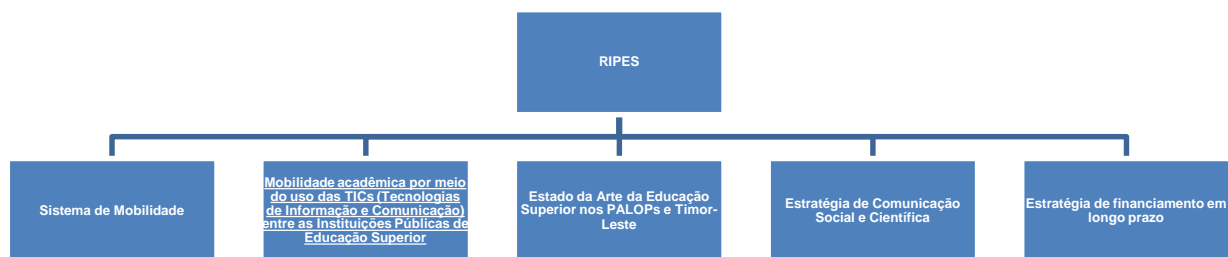 RIPES
Sistema de Mobilidade
Mobilidade acadêmica por meio
do uso das TICs (Tecnologias
de Informação e Comunicação)
entre as Instituições Públicas de
Educação Superior
Estado da Arte da Educação
Superior nos PALOPs e Timor-
Leste
Estratégia de Comunicação
Social e Científica
Estratégia de financiamento em
longo prazo